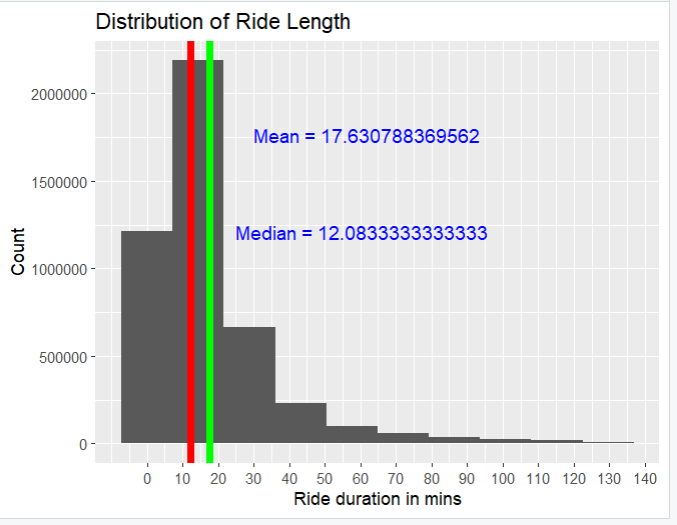 Distribution of Ride Length
2000000
1500000
1000000
500000
0
Count
Mean = 17.630788369562
Median = 12.0833333333333
0 10 20 30 40 50 60 70 80 90 100 110 120 130 140
Ride duration in mins